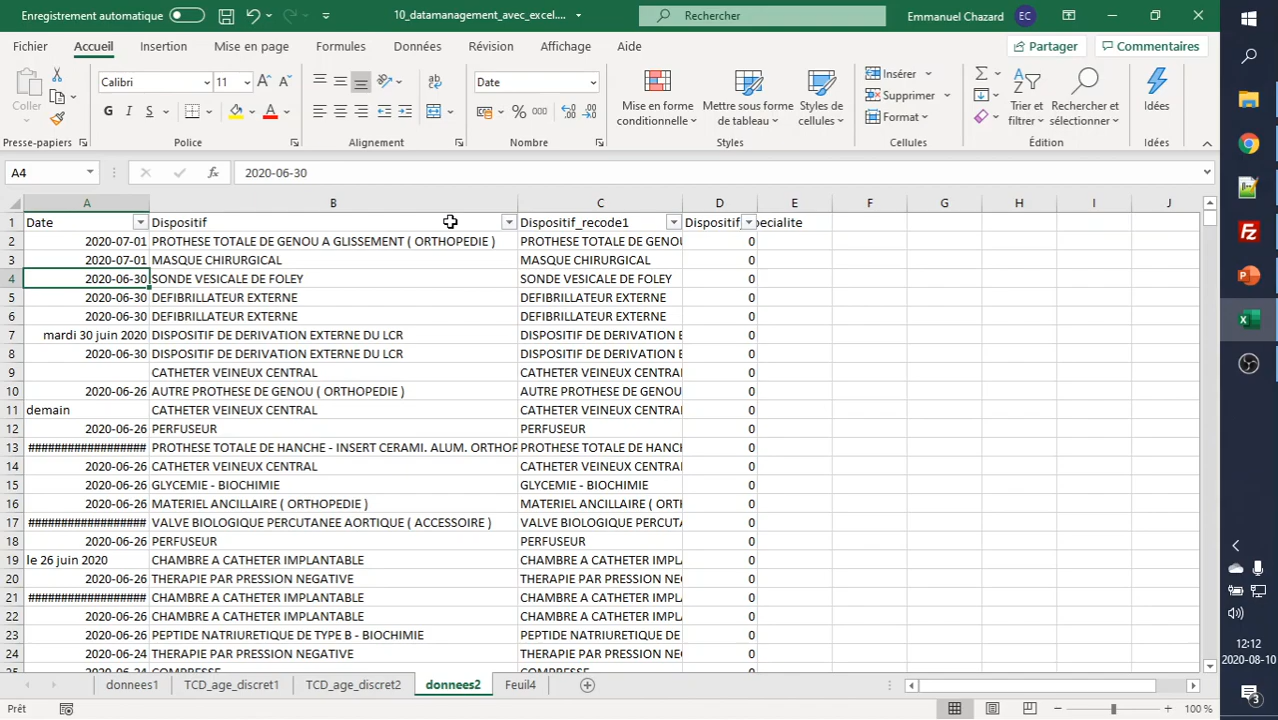 Enregistrement automatique
10_datamanagement_avec_excel....
Rechercher
Emmanuel Chazard EC
Fichier Accueil Insertion Mise en page Formules Données Révision Affichage Aide Partager Commentaires
Coller
Calibri 11
G I S
Date
% 000
Mise en forme conditionnelle
Mettre sous forme de tableau
Styles de cellules
Insérer
Supprimer
Format
Trier et filtrer
Rechercher et sélectionner
Idées
Presse-papiers Police Alignement Nombre Styles Cellules Édition Idées
A4 fx 2020-06-30
A B C D E F G H I J
1 Date Dispositif Dispositif_recode1 Dispositif_ pecialite
2 2020-07-01 PROTHESE TOTALE DE GENOU A GLISSEMENT ( ORTHOPEDIE ) PROTHESE TOTALE DE GENOU 0
3 2020-07-01 MASQUE CHIRURGICAL MASQUE CHIRURGICAL 0
4 2020-06-30 SONDE VESICALE DE FOLEY SONDE VESICALE DE FOLEY 0
5 2020-06-30 DEFIBRILLATEUR EXTERNE DEFIBRILLATEUR EXTERNE 0
6 2020-06-30 DEFIBRILLATEUR EXTERNE DEFIBRILLATEUR EXTERNE 0
7 mardi 30 juin 2020 DISPOSITIF DE DERIVATION EXTERNE DU LCR DISPOSITIF DE DERIVATION E 0
8 2020-06-30 DISPOSITIF DE DERIVATION EXTERNE DU LCR DISPOSITIF DE DERIVATION E 0
9 CATHETER VEINEUX CENTRAL CATHETER VEINEUX CENTRAL 0
10 2020-06-26 AUTRE PROTHESE DE GENOU ( ORTHOPEDIE ) AUTRE PROTHESE DE GENOU 0
11 demain CATHETER VEINEUX CENTRAL CATHETER VEINEUX CENTRAL 0
12 2020-06-26 PERFUSEUR PERFUSEUR 0
13 ################## PROTHESE TOTALE DE HANCHE - INSERT CERAMI. ALUM. ORTHOP PROTHESE TOTALE DE HANCH 0
14 2020-06-26 CATHETER VEINEUX CENTRAL CATHETER VEINEUX CENTRAL 0
15 2020-06-26 GLYCEMIE - BIOCHIMIE GLYCEMIE - BIOCHIMIE 0
16 2020-06-26 MATERIEL ANCILLAIRE ( ORTHOPEDIE ) MATERIEL ANCILLAIRE ( ORTH 0
17 ################## VALVE BIOLOGIQUE PERCUTANEE AORTIQUE ( ACCESSOIRE ) VALVE BIOLOGIQUE PERCUTA 0
18 2020-06-26 PERFUSEUR PERFUSEUR 0
19 le 26 juin 2020 CHAMBRE A CATHETER IMPLANTABLE CHAMBRE A CATHETER IMPL 0
20 2020-06-26 THERAPIE PAR PRESSION NEGATIVE THERAPIE PAR PRESSION NEG 0
21 ################## CHAMBRE A CATHETER IMPLANTABLE CHAMBRE A CATHETER IMPL 0
22 2020-06-26 CHAMBRE A CATHETER IMPLANTABLE CHAMBRE A CATHETER IMPL 0
23 2020-06-26 PEPTIDE NATRIURETIQUE DE TYPE B - BIOCHIMIE PEPTIDE NATRIURETIQUE DE 0
24 2020-06-24 THERAPIE PAR PRESSION NEGATIVE THERAPIE PAR PRESSION NEG 0
25 2020-06-24 COMPRESSE COMPRESSE 0
donnees1 TCD_age_discret1 TCD_age_discret2 donnees2 Feuil4
Prêt 100 %
12:12
2020-08-10
3